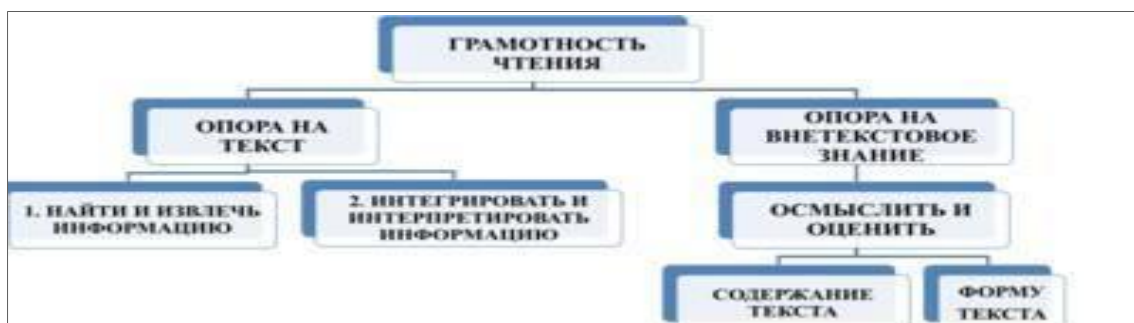 ГРАМОТНОСТЬ
ЧТЕНИЯ
ОПОРА НА
ТЕКСТ
ОПОРА НА
ВНЕТЕКСТОВОЕ
ЗНАНИЕ
1. НАЙТИ И ИЗВЛЕЧЬ
ИНФОРМАЦИЮ
2. ИНТЕГРИРОВАТЬ И
ИНТЕРПРЕТИРОВАТЬ
ИНФОРМАЦИЮ
ОСМЫСЛИТЬ И
ОЦЕНИТЬ
СОДЕРЖАНИЕ
ТЕКСТА
ФОРМУ
ТЕКСТА